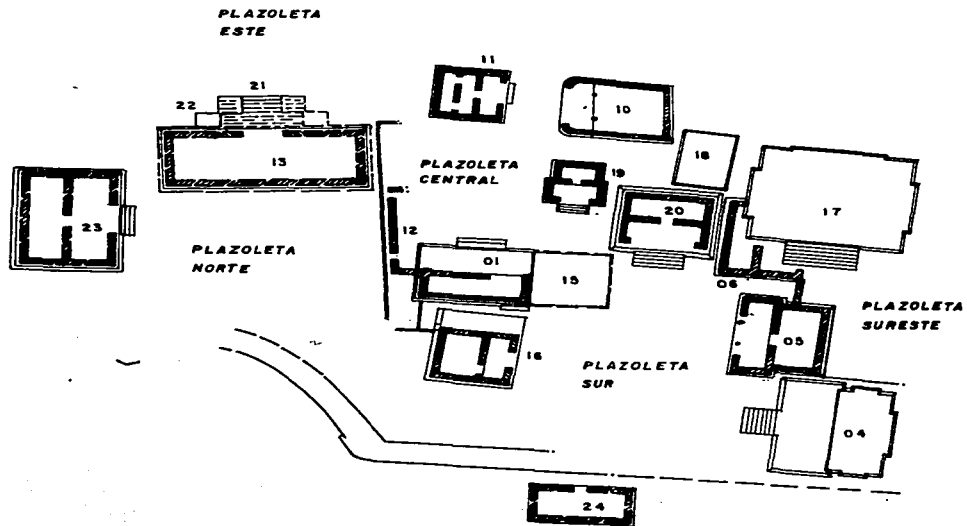 PLAZOLETA
ESTE
11
21
22
10
13
18
PLAZOLETA
CENTRAL
19
20
17
23
12
PLAZOLETA
NORTE
01
15
06
PLAZOLETA
SURESTE
05
16
PLAZOLETA
SUR
04
24